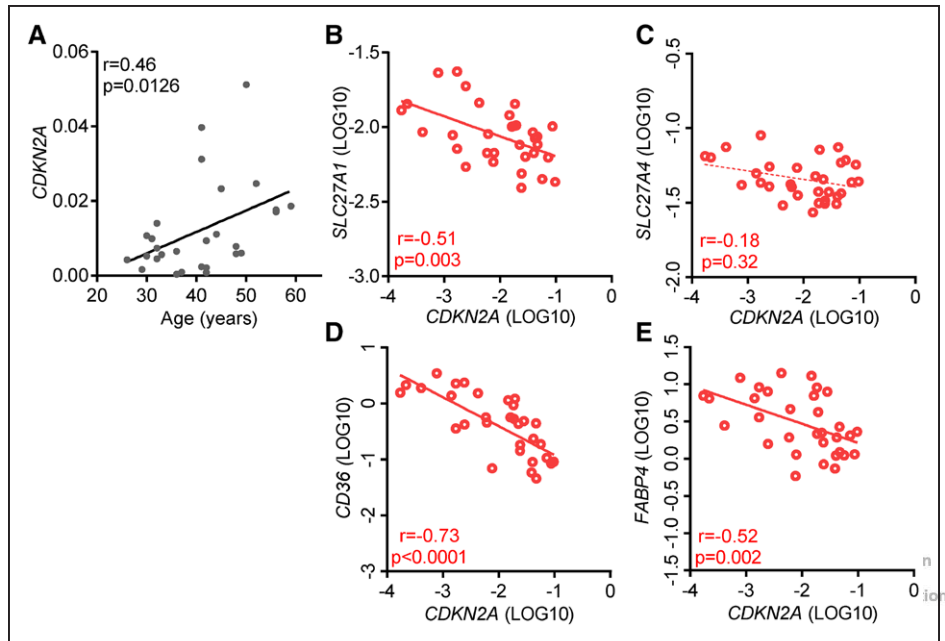 A
r=0.46
p=0.0126
CDKN2A
0.06
0.04
0.02
0.00
20 30 40 50 60
Age (years)
B
SLC27A1 (LOG10)
-1.5
-2.0
-2.5
-3.0
r=-0.51
p=0.003
-4 -3 -2 -1 0
CDKN2A (LOG10)
C
SLC27A4 (LOG10)
-0.5
-1.0
-1.5
-2.0
r=-0.18
p=0.32
-4 -3 -2 -1 0
CDKN2A (LOG10)
D
CD36 (LOG10)
1
0
-1
-2
-3
r=-0.73
p<0.0001
-4 -3 -2 -1 0
CDKN2A (LOG10)
E
FABP4 (LOG10)
1.5
1.0
0.5
0.0
-0.5
-1.0
-1.5
r=-0.52
p=0.002
-4 -3 -2 -1 0
CDKN2A (LOG10)
n